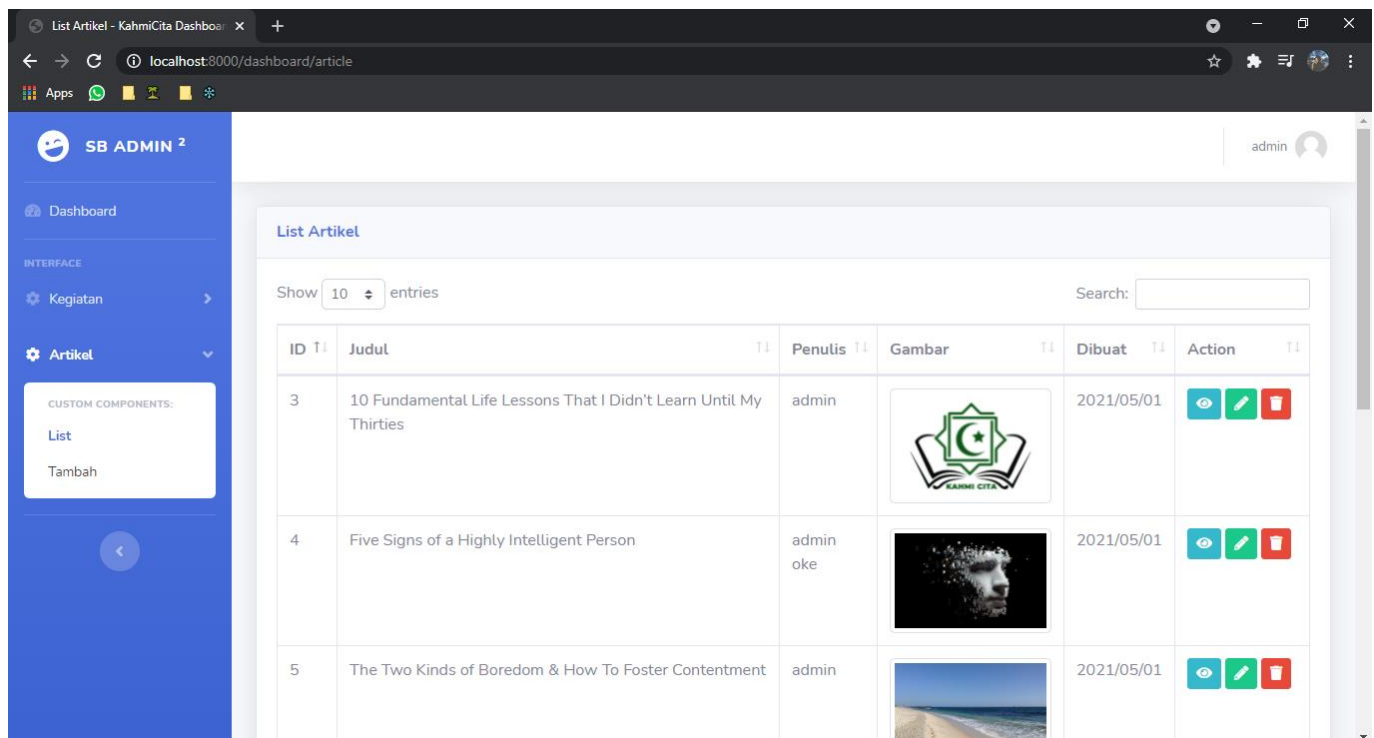 List Artikel - KahmiCita Dashboar
localhost:8000/dashboard/article
Apps
SB ADMIN 2
admin
Dashboard
INTERFACE
Kegiatan
Artikel
CUSTOM COMPONENTS:
List
Tambah
List Artikel
Show 10 entries
Search:
ID Judul Penulis Gambar Dibuat Action
3 10 Fundamental Life Lessons That I Didn't Learn Until My admin 2021/05/01
Thirties
KAHMI CITA
4 Five Signs of a Highly Intelligent Person admin 2021/05/01
oke
5 The Two Kinds of Boredom & How To Foster Contentment admin 2021/05/01